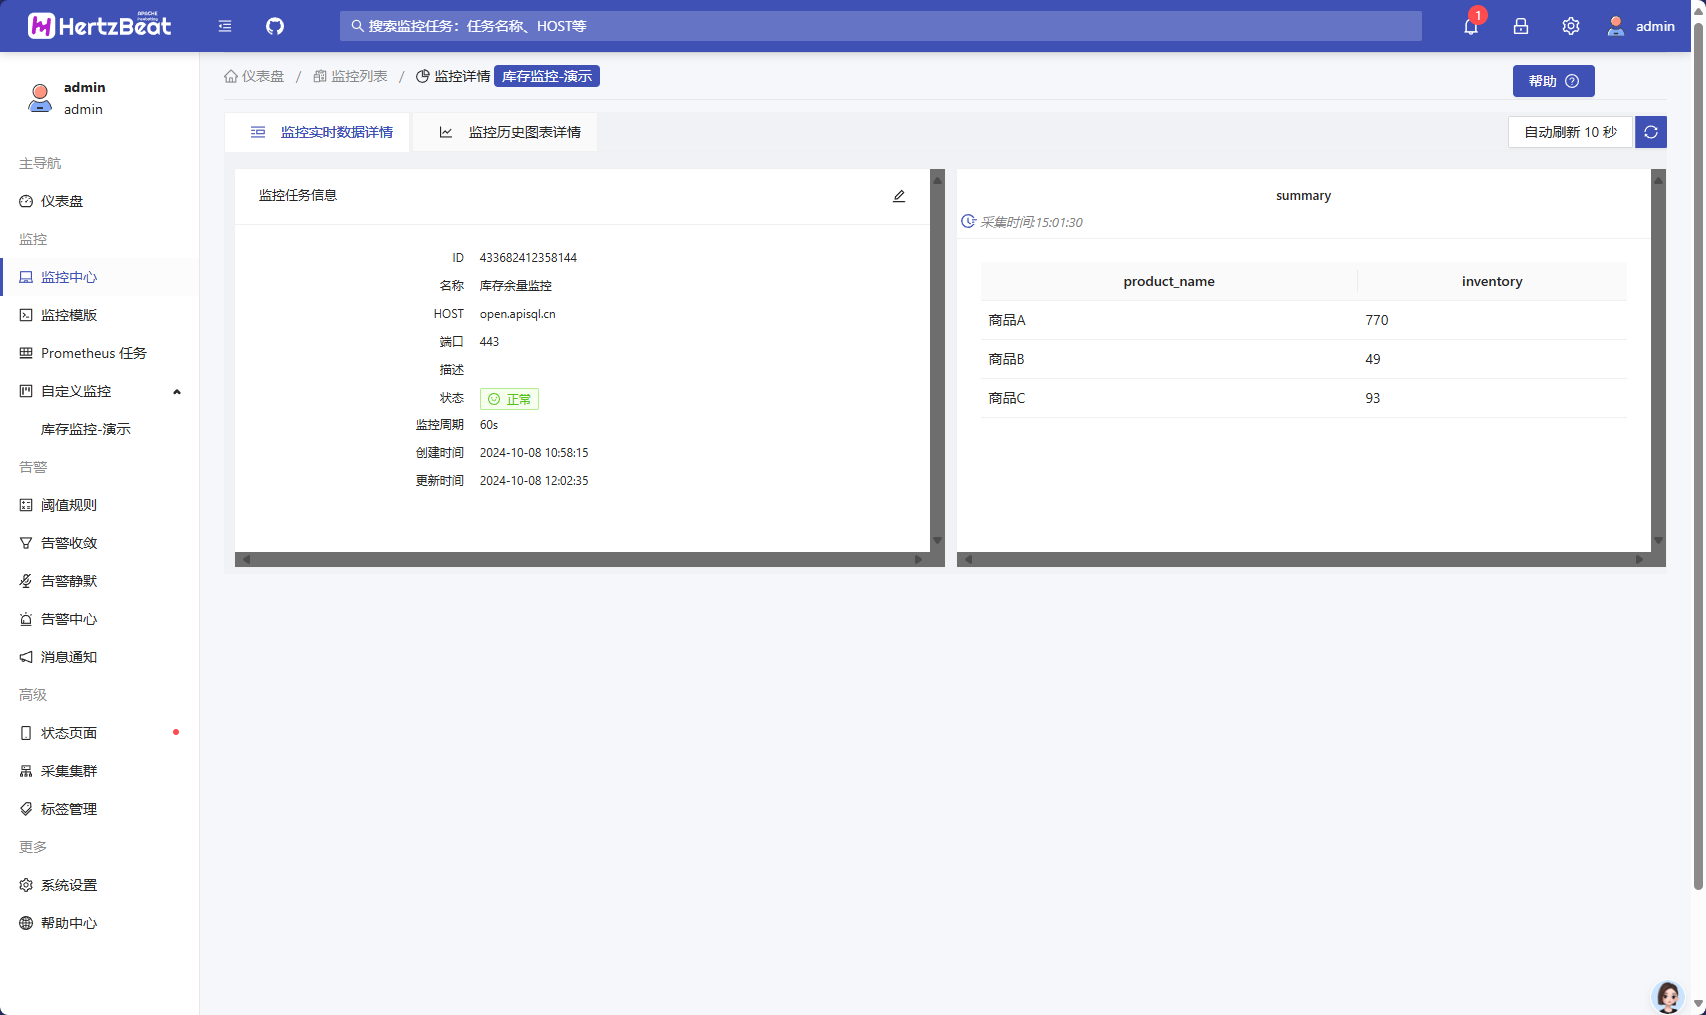 APACHE
HertzBeat
搜索监控任务：任务名称、HOST等
1
admin
admin
admin
主导航
仪表盘
监控
监控中心
监控模版
Prometheus 任务
自定义监控
库存监控-演示
告警
阈值规则
告警收敛
告警静默
告警中心
消息通知
高级
状态页面
采集集群
标签管理
更多
系统设置
帮助中心
仪表盘 / 监控列表 / 监控详情 库存监控-演示
帮助
监控实时数据详情
监控历史图表详情
自动刷新 10 秒
监控任务信息
ID 433682412358144
名称 库存余量监控
HOST open.apisql.cn
端口 443
描述
状态 正常
监控周期 60s
创建时间 2024-10-08 10:58:15
更新时间 2024-10-08 12:02:35
summary
采集时间:15:01:30
product_name inventory
商品A 770
商品B 49
商品C 93